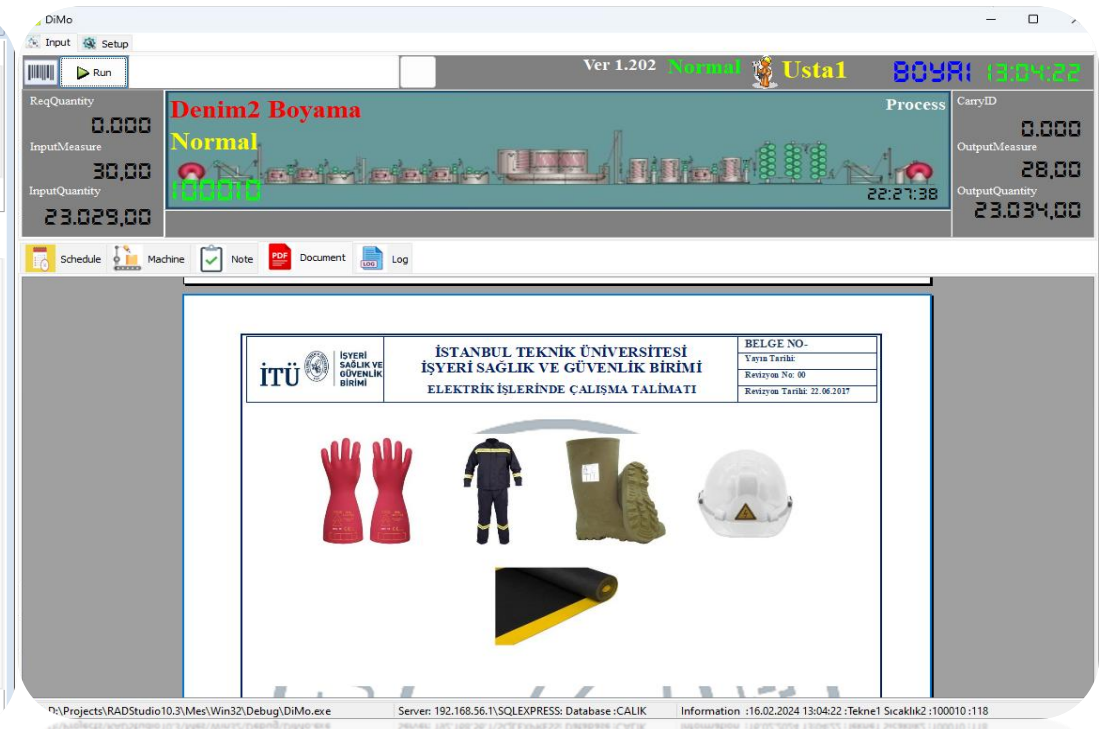 DiMo
Input Setup
Run
Ver 1.202 Normal Usta1 BOYA1 13:04:22
ReqQuantity
0.000
InputMeasure
30,00
InputQuantity
23.029,00
Denim2 Boyama
Process
Normal
100010
22:27:38
CarryID
0.000
OutputMeasure
28,00
OutputQuantity
23.034,00
Schedule Machine Note PDF Document LOG Log
İTÜ
İŞYERİ
SAĞLIK VE
GÜVENLİK
BİRİMİ
İSTANBUL TEKNİK ÜNİVERSİTESİ
İŞYERİ SAĞLIK VE GÜVENLİK BİRİMİ
ELEKTRİK İŞLERİNDE ÇALIŞMA TALİMATI
BELGE NO-
Yayın Tarihi:
Revizyon No: 00
Revizyon Tarihi: 22.06.2017
D:\Projects\RADStudio10.3\Mes\Win32\Debug\DiMo.exe Server: 192.168.56.1\SQLEXPRESS: Database :CALIK Information :16.02.2024 13:04:22 :Tekne1 Sıcaklık2 :100010 :118